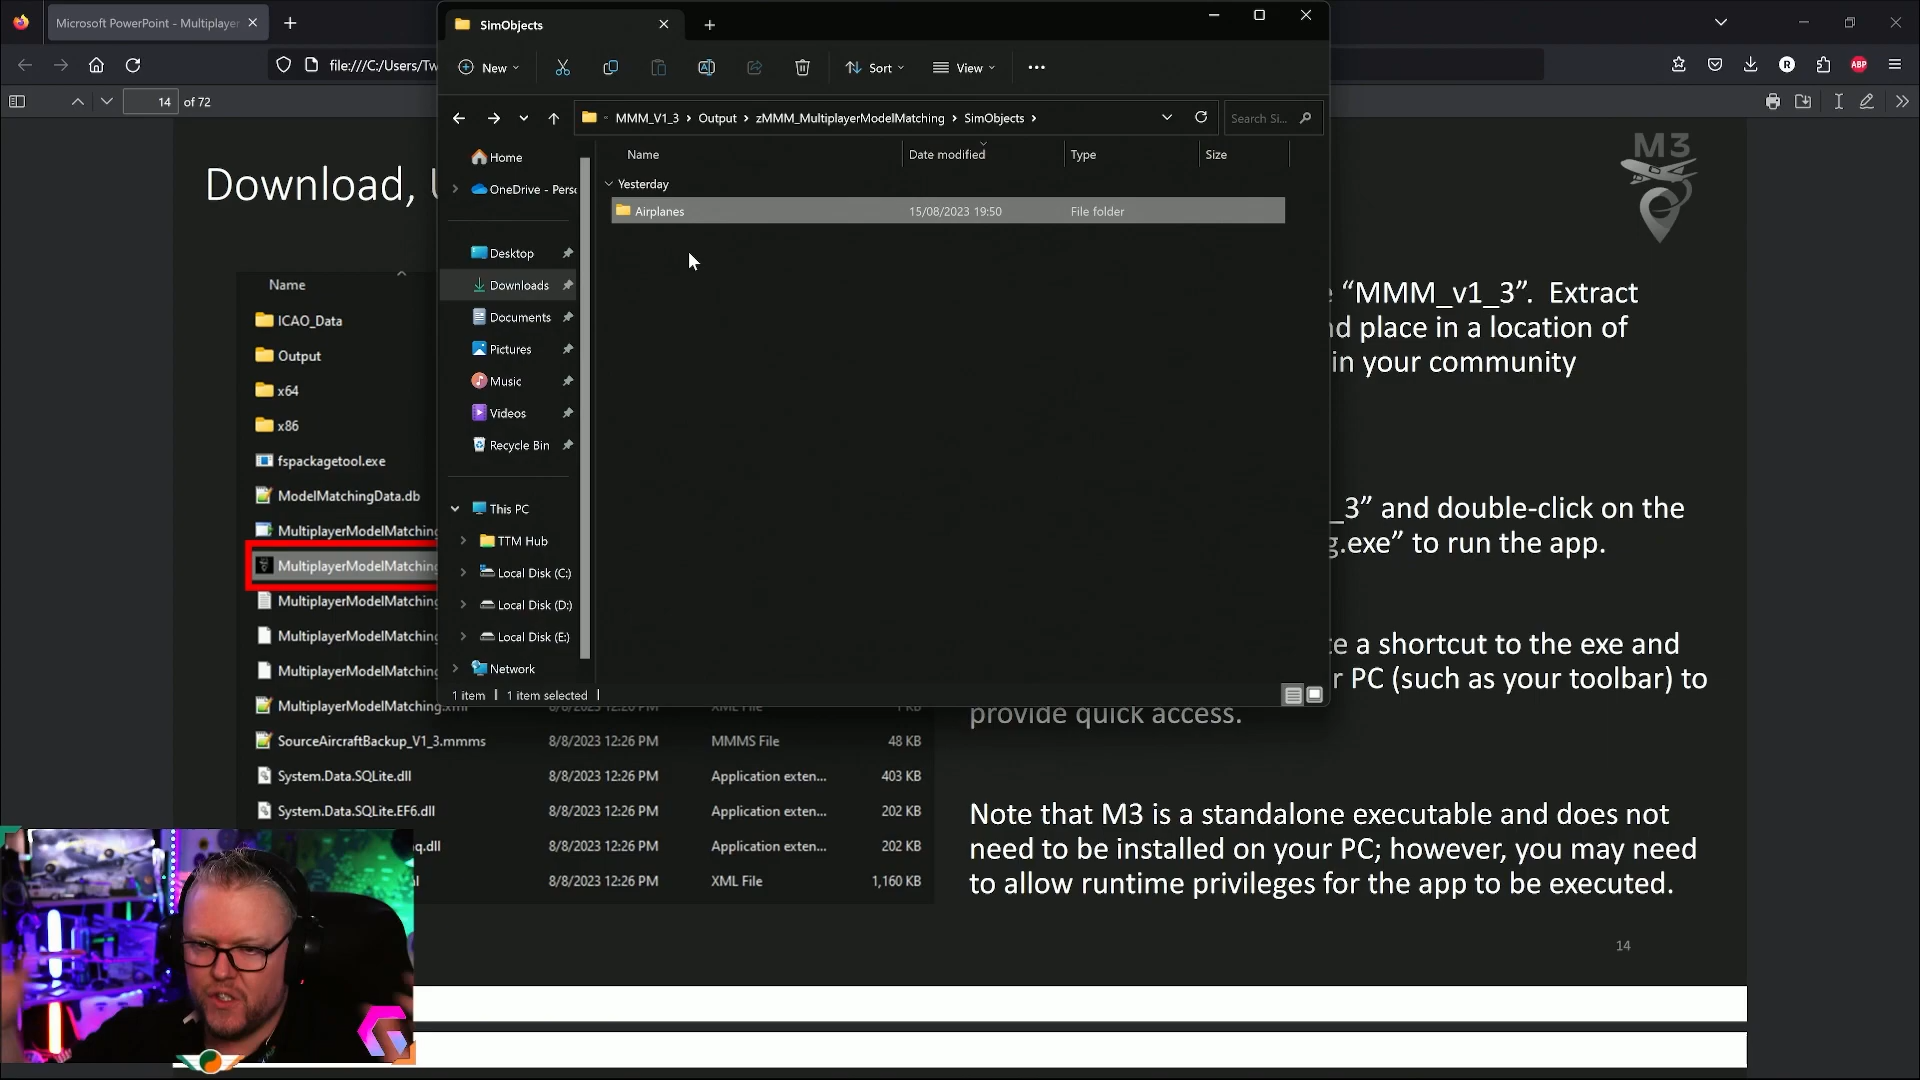 Microsoft PowerPoint - Multiplayer
SimObjects
file:///C:/Users/Tw
ABP
14 of 72
New
Sort
View
MMM_V1_3 > Output > zMMM_MultiplayerModelMatching > SimObjects >
Search Si...
Home
OneDrive - Perso
Desktop
Downloads
Documents
Pictures
Music
Videos
Recycle Bin
This PC
TTM Hub
Local Disk (C:)
Local Disk (D:)
Local Disk (E:)
Network
Name Date modified Type Size
Yesterday
Airplanes 15/08/2023 19:50 File folder
1 item 1 item selected
Download,
M3
Name
ICAO_Data
Output
x64
x86
fspackagetool.exe
ModelMatchingData.db
MultiplayerModelMatching
MultiplayerModelMatching
MultiplayerModelMatching
MultiplayerModelMatching
MultiplayerModelMatching
MultiplayerModelMatching.xml XML File 1 KB
SourceAircraftBackup_V1_3.mmms 8/8/2023 12:26 PM MMMS File 48 KB
System.Data.SQLite.dll 8/8/2023 12:26 PM Application exten... 403 KB
System.Data.SQLite.EF6.dll 8/8/2023 12:26 PM Application exten... 202 KB
q.dll 8/8/2023 12:26 PM Application exten... 202 KB
8/8/2023 12:26 PM XML File 1,160 KB
“MMM_v1_3”. Extract
nd place in a location of
in your community
_3” and double-click on the
g.exe” to run the app.
te a shortcut to the exe and
r PC (such as your toolbar) to
provide quick access.
Note that M3 is a standalone executable and does not
need to be installed on your PC; however, you may need
to allow runtime privileges for the app to be executed.
14